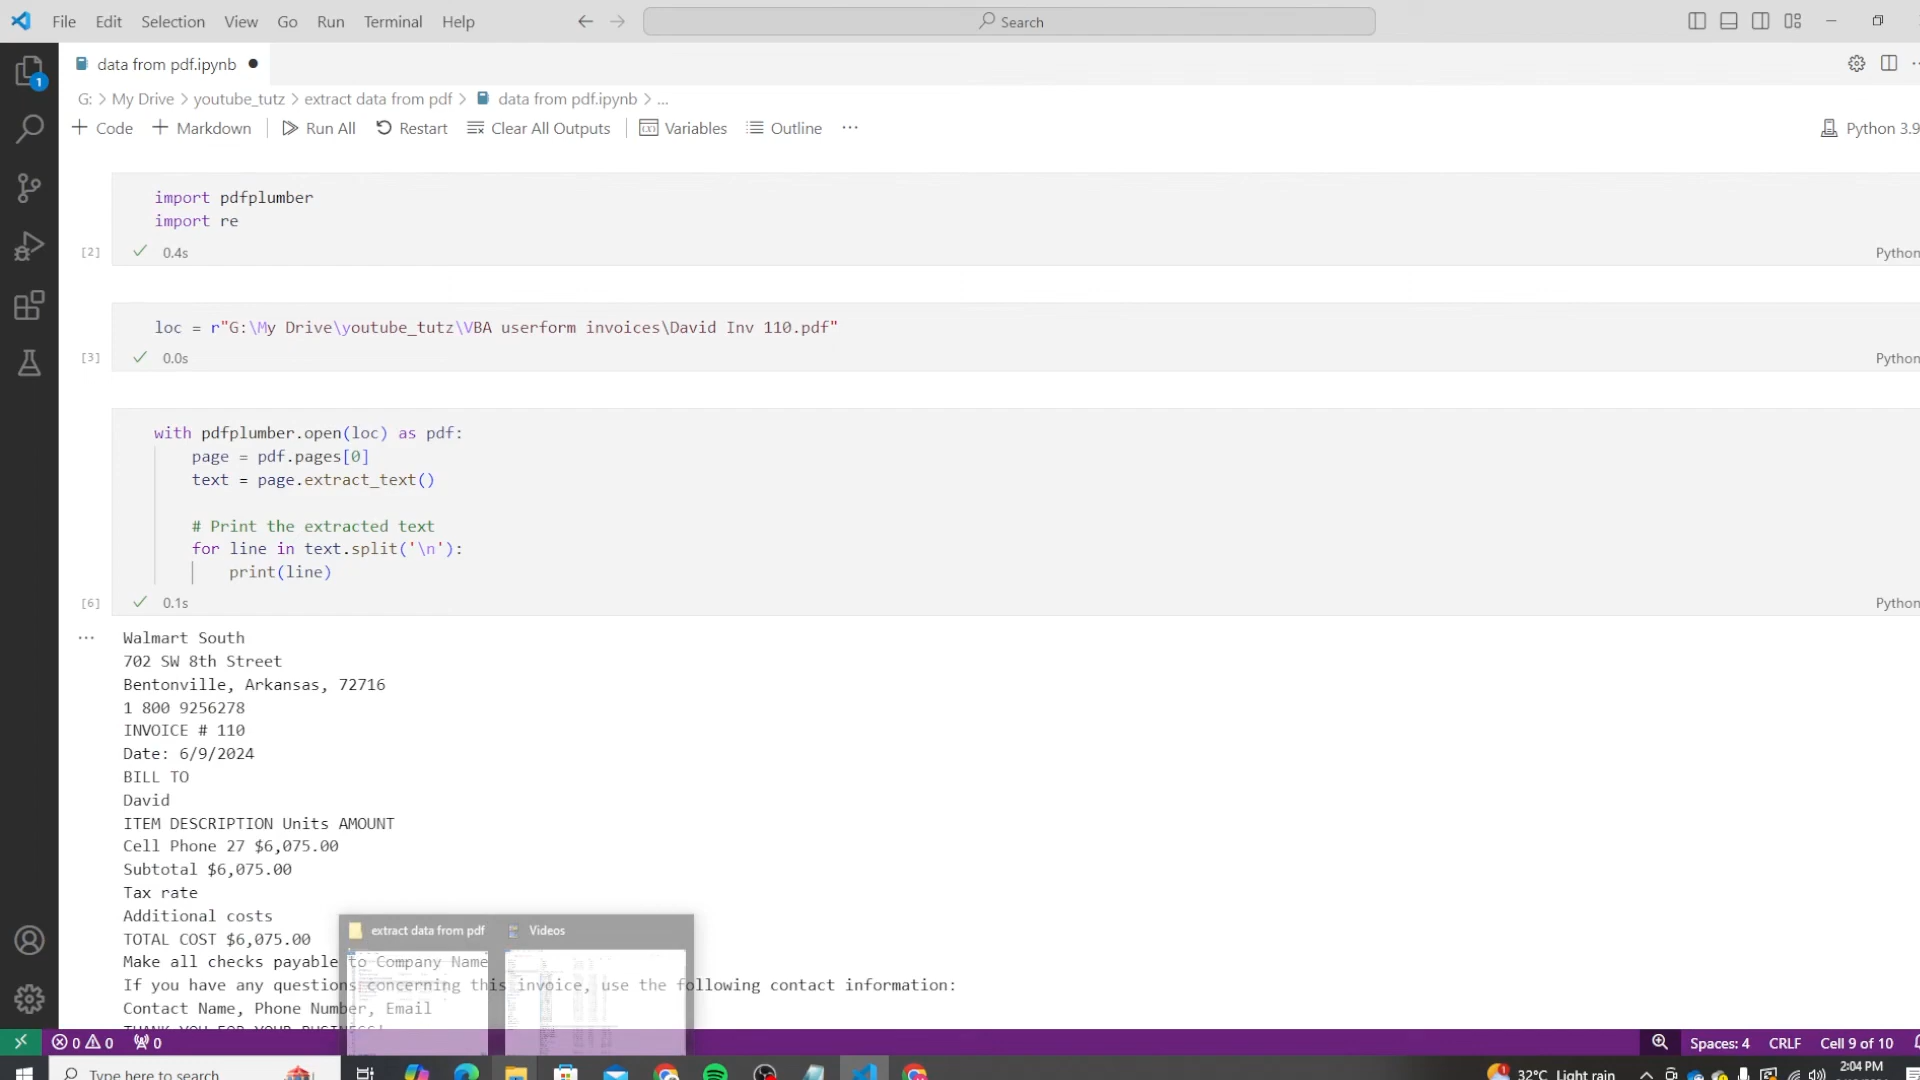 File Edit Selection View Go Run Terminal Help Search
data from pdf.ipynb
G: > My Drive > youtube_tutz > extract data from pdf > data from pdf.ipynb > ...
+ Code + Markdown Run All Restart Clear All Outputs Variables Outline ... Python 3.9
import pdfplumber
import re
[2] 0.4s Python
loc = r"G:\My Drive\youtube_tutz\VBA userform invoices\David Inv 110.pdf"
[3] 0.0s Python
with pdfplumber.open(loc) as pdf:
page = pdf.pages[0]
text = page.extract_text()
# Print the extracted text
for line in text.split('\n'):
print(line)
[6] 0.1s Python
... Walmart South
702 SW 8th Street
Bentonville, Arkansas, 72716
1 800 9256278
INVOICE # 110
Date: 6/9/2024
BILL TO
David
ITEM DESCRIPTION Units AMOUNT
Cell Phone 27 $6,075.00
Subtotal $6,075.00
Tax rate
Additional costs
extract data from pdf Videos
TOTAL COST $6,075.00
Make all checks payable to Company Name
If you have any questions concerning this invoice, use the following contact information:
Contact Name, Phone Number, Email
THANK YOU FOR YOUR BUSINESS!
0 0 0 Spaces: 4 CRLF Cell 9 of 10
Type here to search 32°C Light rain 2:04 PM